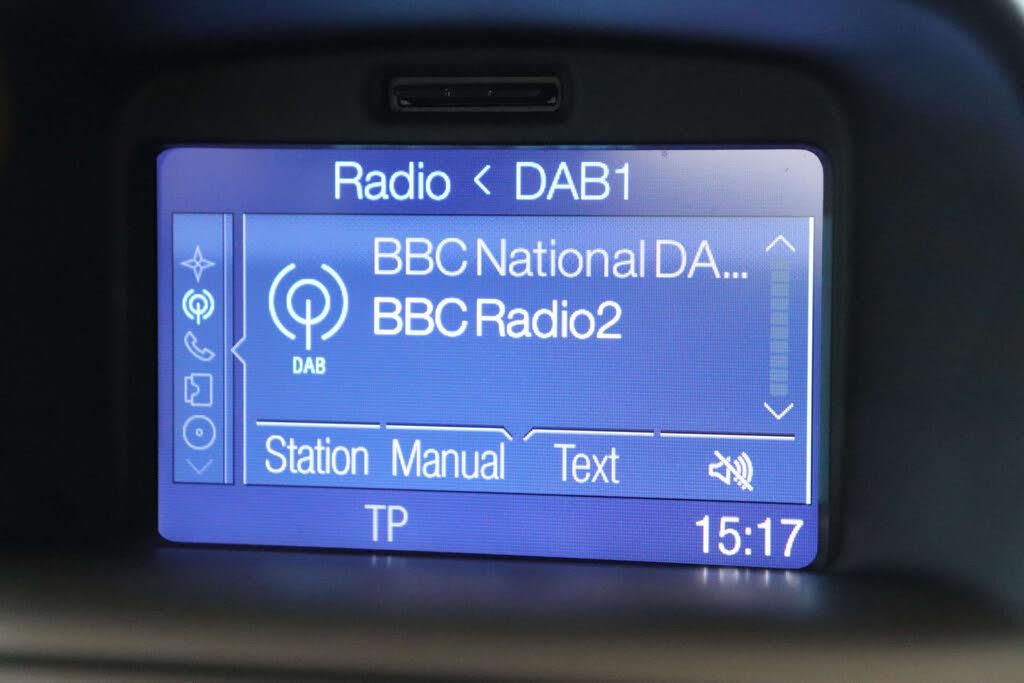 Radio < DAB1
BBC National DA...
BBC Radio2
DAB
Station Manual Text
TP 15:17